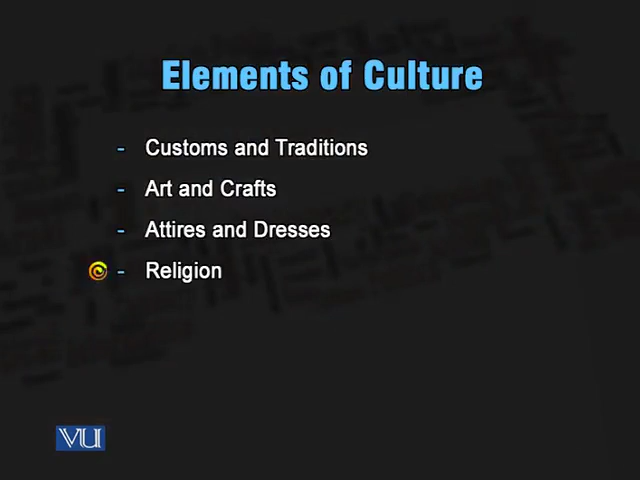 Elements of Culture
- Customs and Traditions
- Art and Crafts
- Attires and Dresses
- Religion
VU